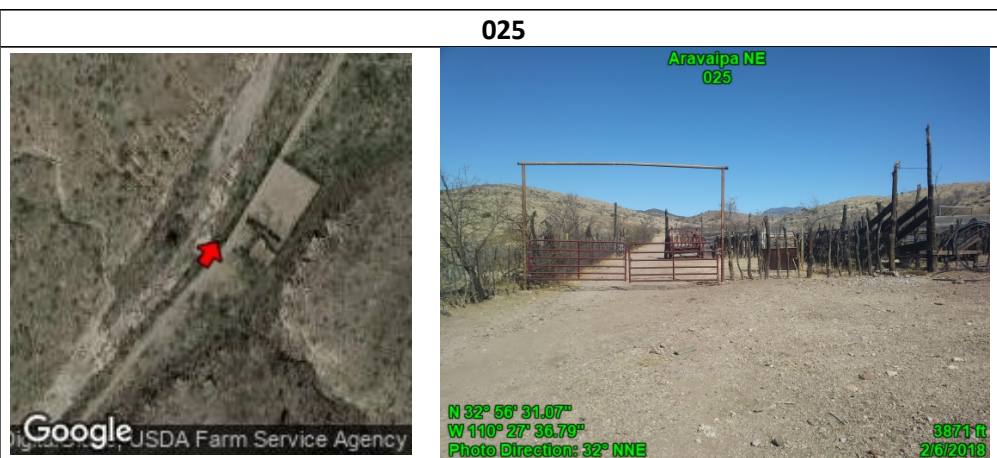 025
Google
USDA Farm Service Agency
Aravaipa NE
025
N 32° 56' 31.07"
W 110° 27' 36.79"
Photo Direction: 32° NNE
3871 ft
2/6/2018